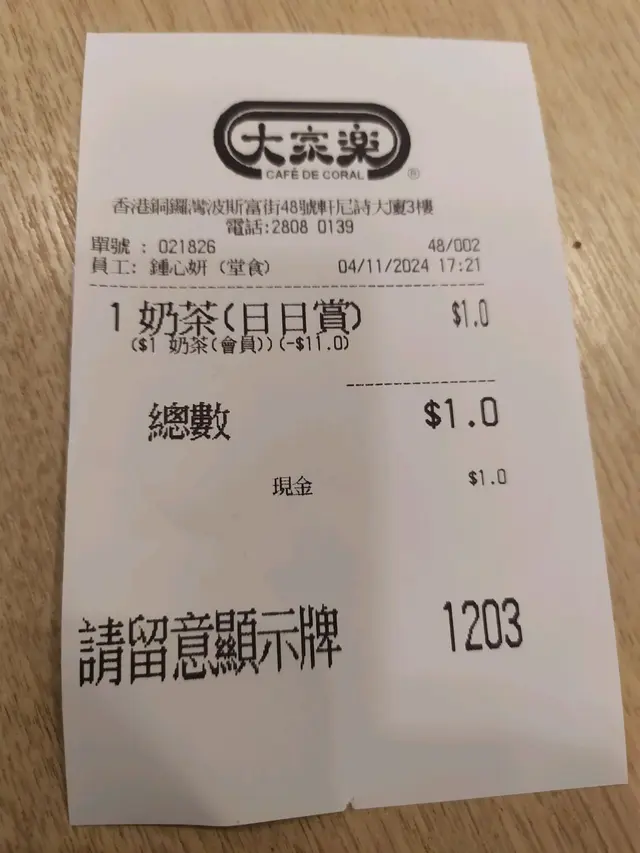 大家樂
CAFÉ DE CORAL ®
香港銅鑼灣波斯富街48號軒尼詩大廈3樓
電話:2808 0139
單號 : 021826 48/002
員工: 鍾心妍 (堂食) 04/11/2024 17:21
1 奶茶(日日賞) $1.0
($1 奶茶(會員))(-$11.0)
總數 $1.0
現金 $1.0
請留意顯示牌 1203